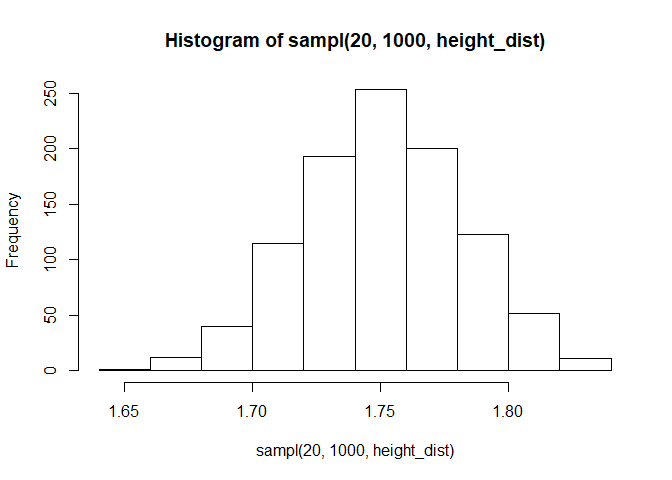 Histogram of sampl(20, 1000, height_dist)
Frequency
250
200
150
100
50
0
1.65 1.70 1.75 1.80
sampl(20, 1000, height_dist)